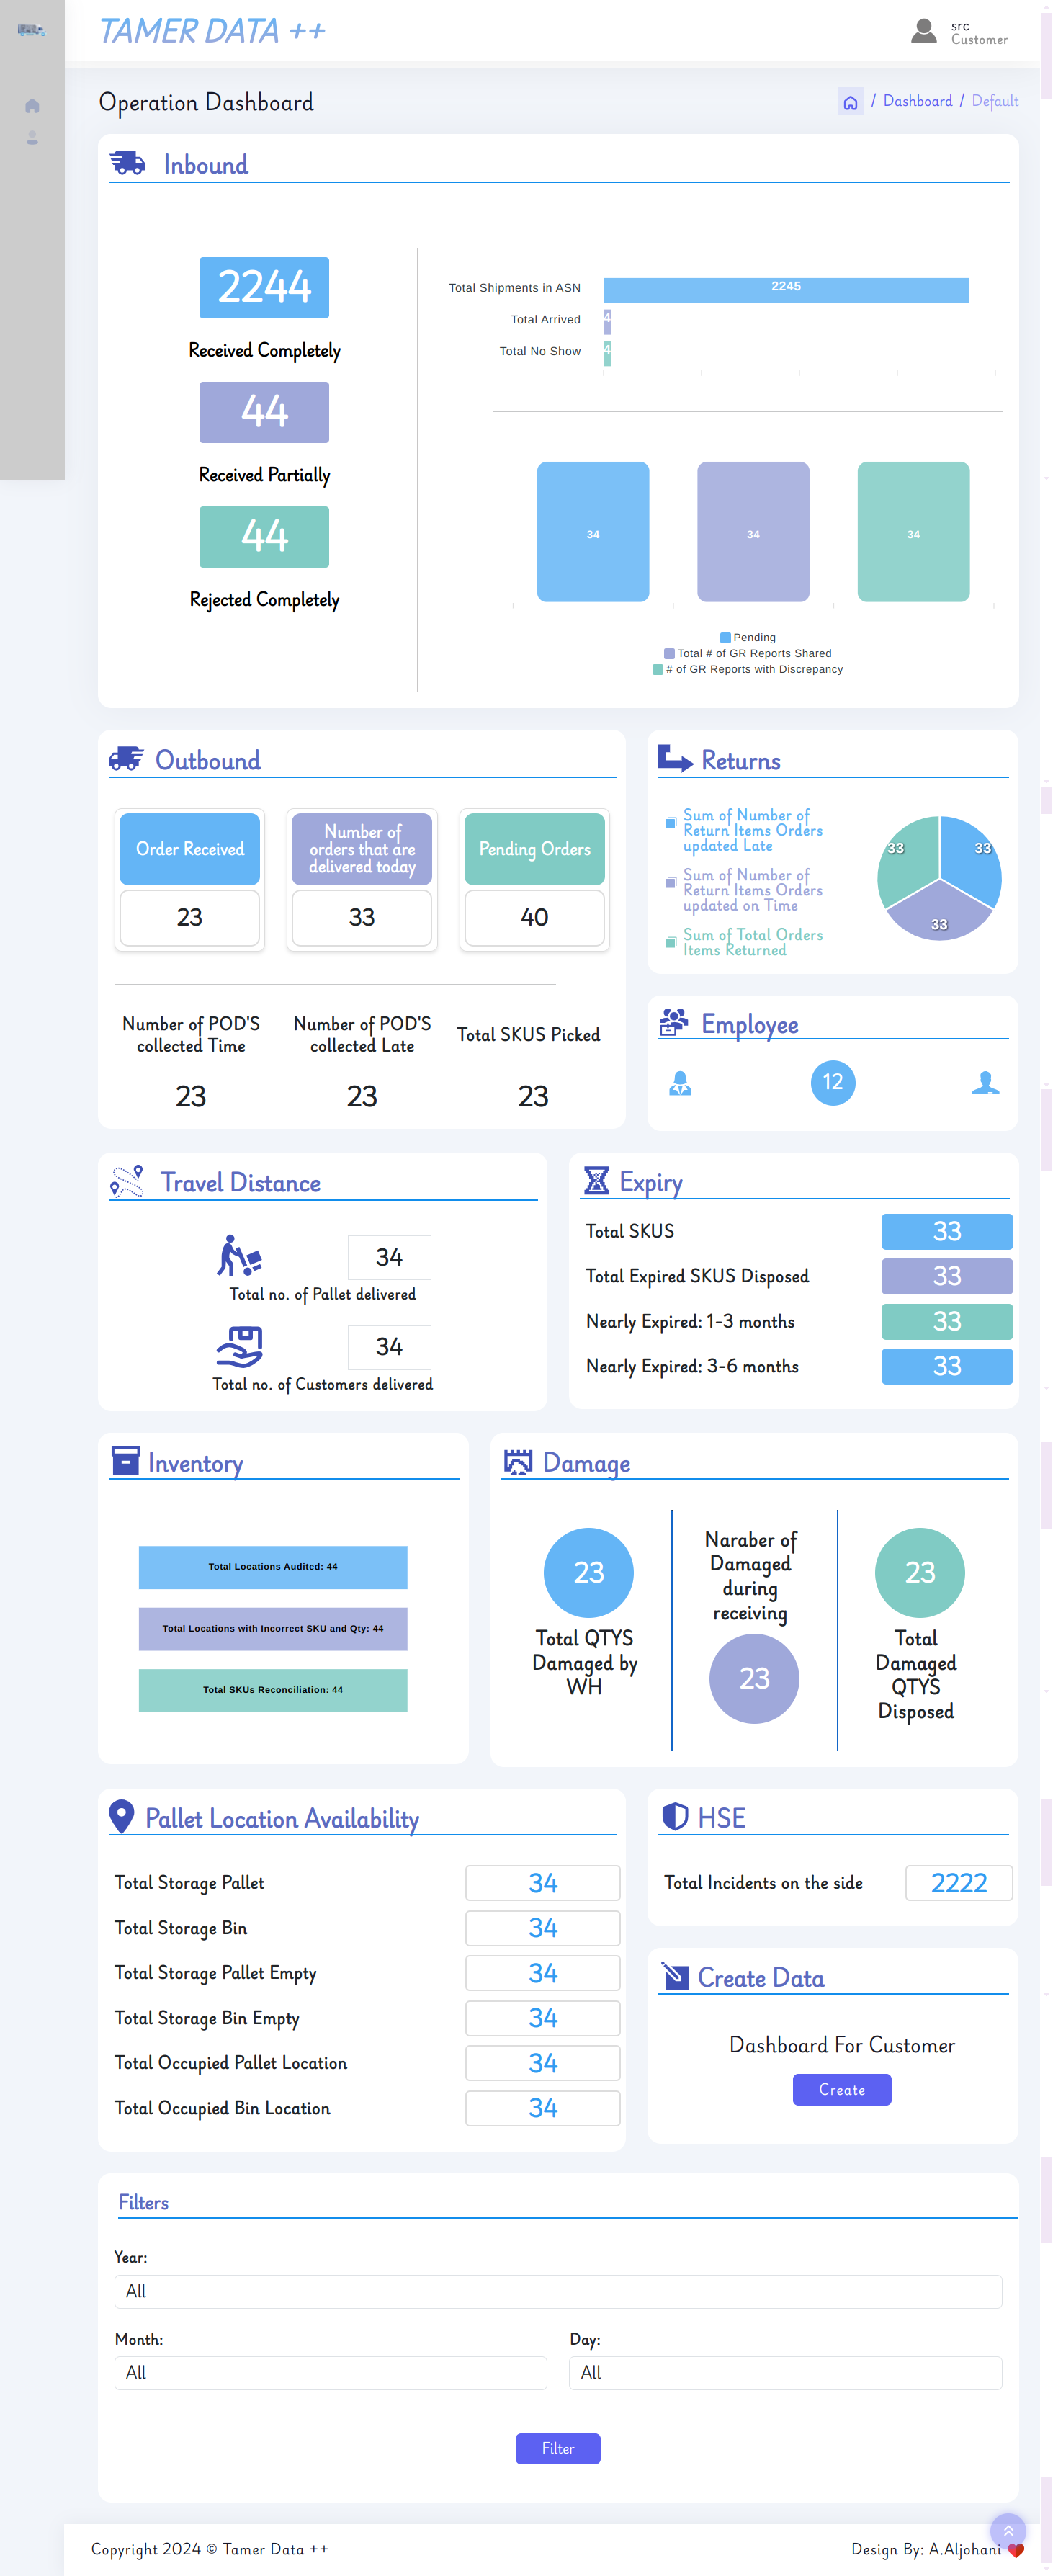 TAMER DATA ++
src
Customer
Operation Dashboard
/ Dashboard / Default
Inbound
2244
Received Completely
44
Received Partially
44
Rejected Completely
Total Shipments in ASN
2245
Total Arrived
4
Total No Show
4
34
34
34
Pending
Total # of GR Reports Shared
# of GR Reports with Discrepancy
Outbound
Order Received
23
Number of
orders that are
delivered today
33
Pending Orders
40
Number of POD'S
collected Time
23
Number of POD'S
collected Late
23
Total SKUS Picked
23
Returns
Sum of Number of
Return Items Orders
updated Late
Sum of Number of
Return Items Orders
updated on Time
Sum of Total Orders
Items Returned
33
33
33
Employee
12
Travel Distance
34
Total no. of Pallet delivered
34
Total no. of Customers delivered
Expiry
Total SKUS
33
Total Expired SKUS Disposed
33
Nearly Expired: 1-3 months
33
Nearly Expired: 3-6 months
33
Inventory
Total Locations Audited: 44
Total Locations with Incorrect SKU and Qty: 44
Total SKUs Reconciliation: 44
Damage
23
Total QTYS
Damaged by
WH
Naraber of
Damaged
during
receiving
23
23
Total
Damaged
QTYS
Disposed
Pallet Location Availability
Total Storage Pallet
34
Total Storage Bin
34
Total Storage Pallet Empty
34
Total Storage Bin Empty
34
Total Occupied Pallet Location
34
Total Occupied Bin Location
34
HSE
Total Incidents on the side
2222
Create Data
Dashboard For Customer
Create
Filters
Year:
All
Month:
All
Day:
All
Filter
Copyright 2024 © Tamer Data ++
Design By: A.Aljohani